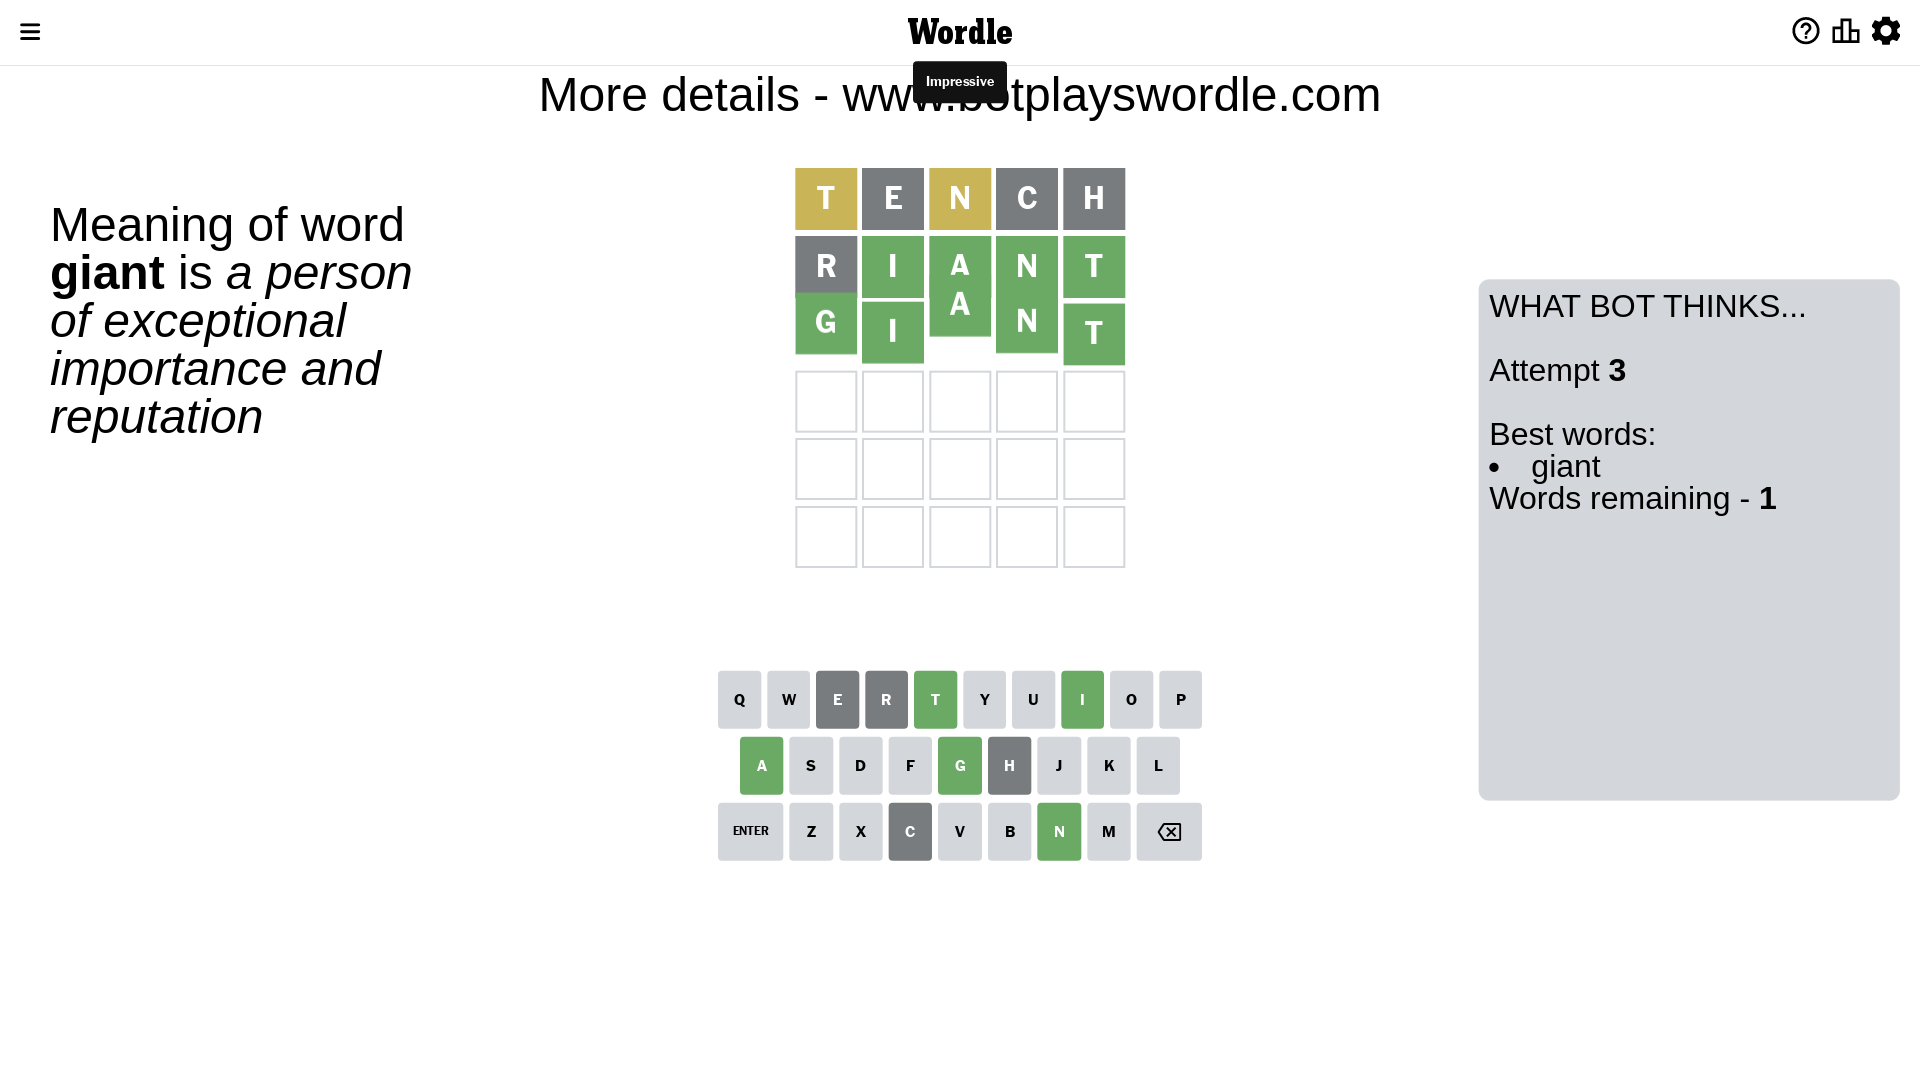 Wordle
Impressive
More details - www.botplayswordle.com
Meaning of word
giant is a person
of exceptional
importance and
reputation
T E N C H
R I A N T
G I A N T
WHAT BOT THINKS...
Attempt 3
Best words:
• giant
Words remaining - 1
Q W E R T Y U I O P
A S D F G H J K L
ENTER Z X C V B N M